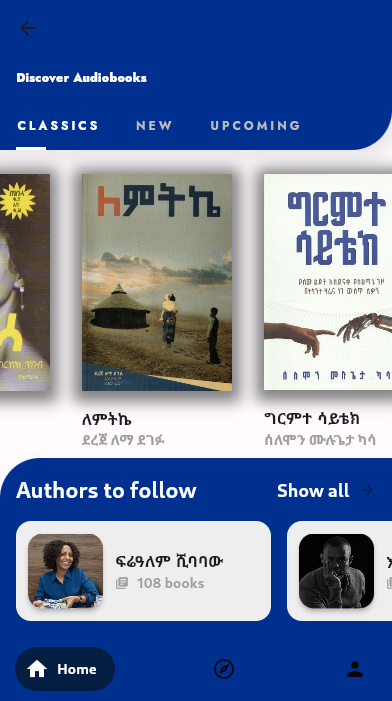 Discover Audiobooks
CLASSICS NEW UPCOMING
ለምትኬ
ግርምተ
ሳይቴክ
ለምትኬ
ደረጀ ለማ ደገፉ
ግርምተ ሳይቴክ
ሰለሞን ሙሉጌታ ካሳ
Authors to follow
Show all
ፍሬዓለም ሺባባው
108 books
Home